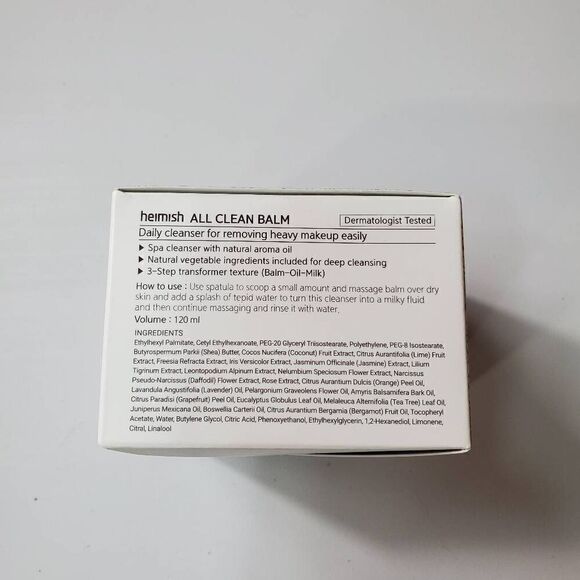 heimish ALL CLEAN BALM
Dermatologist Tested
Daily cleanser for removing heavy makeup easily
▶ Spa cleanser with natural aroma oil
▶ Natural vegetable ingredients included for deep cleansing
▶ 3-Step transformer texture (Balm-Oil-Milk)
How to use : Use spatula to scoop a small amount and massage balm over dry
skin and add a splash of tepid water to turn this cleanser into a milky fluid
and then continue massaging and rinse it with water.
Volume : 120 ml
INGREDIENTS
Ethylhexyl Palmitate, Cetyl Ethylhexanoate, PEG-20 Glyceryl Triisostearate, Polyethylene, PEG-8 Isostearate,
Butyrospermum Parkii (Shea) Butter, Cocos Nucifera (Coconut) Fruit Extract, Citrus Aurantifolia (Lime) Fruit
Extract, Freesia Refracta Extract, Iris Versicolor Extract, Jasminum Officinale (Jasmine) Extract, Lilium
Tigrinum Extract, Leontopodium Alpinum Extract, Nelumbium Speciosum Flower Extract, Narcissus
Pseudo-Narcissus (Daffodil) Flower Extract, Rose Extract, Citrus Aurantium Dulcis (Orange) Peel Oil,
Lavandula Angustifolia (Lavender) Oil, Pelargonium Graveolens Flower Oil, Amyris Balsamifera Bark Oil,
Citrus Paradisi (Grapefruit) Peel Oil, Eucalyptus Globulus Leaf Oil, Melaleuca Alternifolia (Tea Tree) Leaf Oil,
Juniperus Mexicana Oil, Boswellia Carterii Oil, Citrus Aurantium Bergamia (Bergamot) Fruit Oil, Tocopheryl
Acetate, Water, Butylene Glycol, Citric Acid, Phenoxyethanol, Ethylhexylglycerin, 1,2-Hexanediol, Limonene,
Citral, Linalool